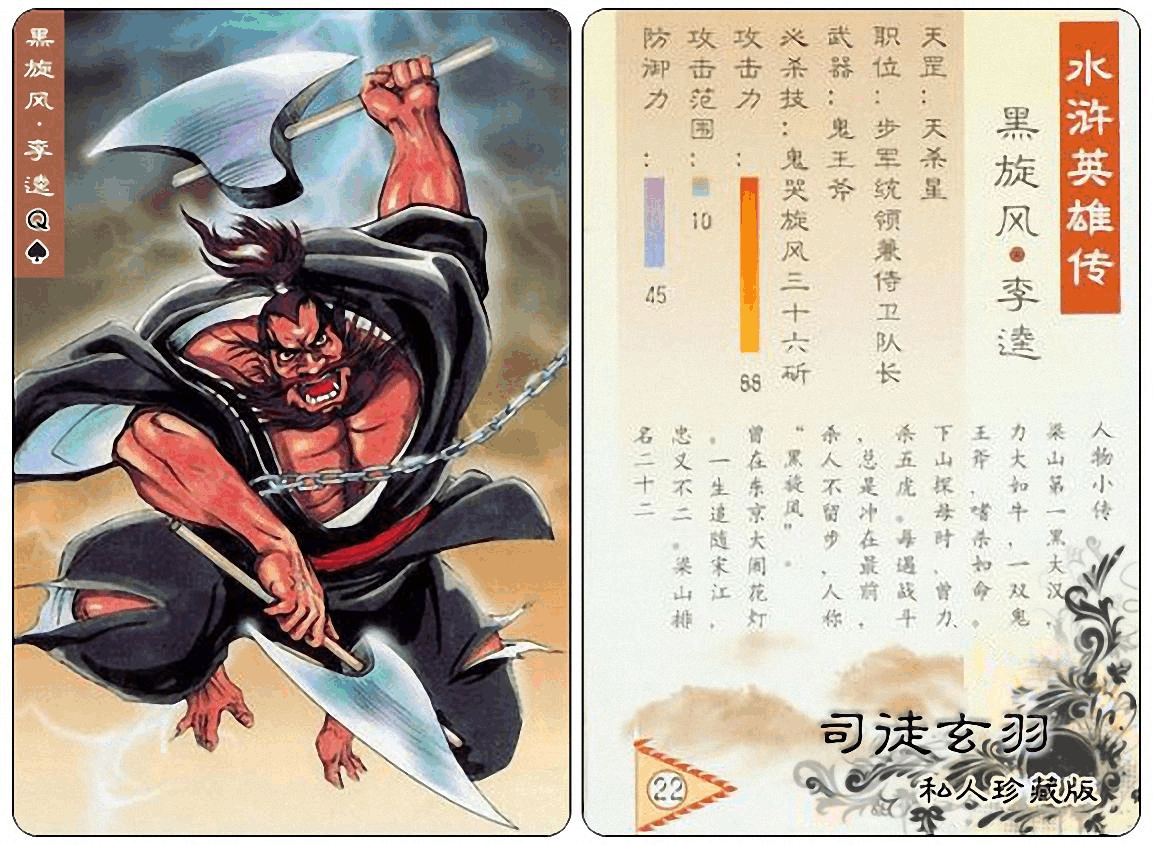 黑旋风·李逵Q♠
水浒英雄传
黑旋风·李逵
天罡：天杀星
职位：步军统领兼侍卫队长
武器：鬼王斧
必杀技：鬼哭旋风三十六斫
攻击力：88
攻击范围：10
防御力：45
人物小传
梁山第一黑大汉，
力大如牛，一双鬼
王斧，嗜杀如命。
下山探母时，曾力
杀五虎。每遇战斗
，总是冲在最前，
杀人不留步，人称
“黑旋风”。
曾在东京大闹花灯
。一生追随宋江，
忠义不二。梁山排
名二十二
司徒玄羽
私人珍藏版
22